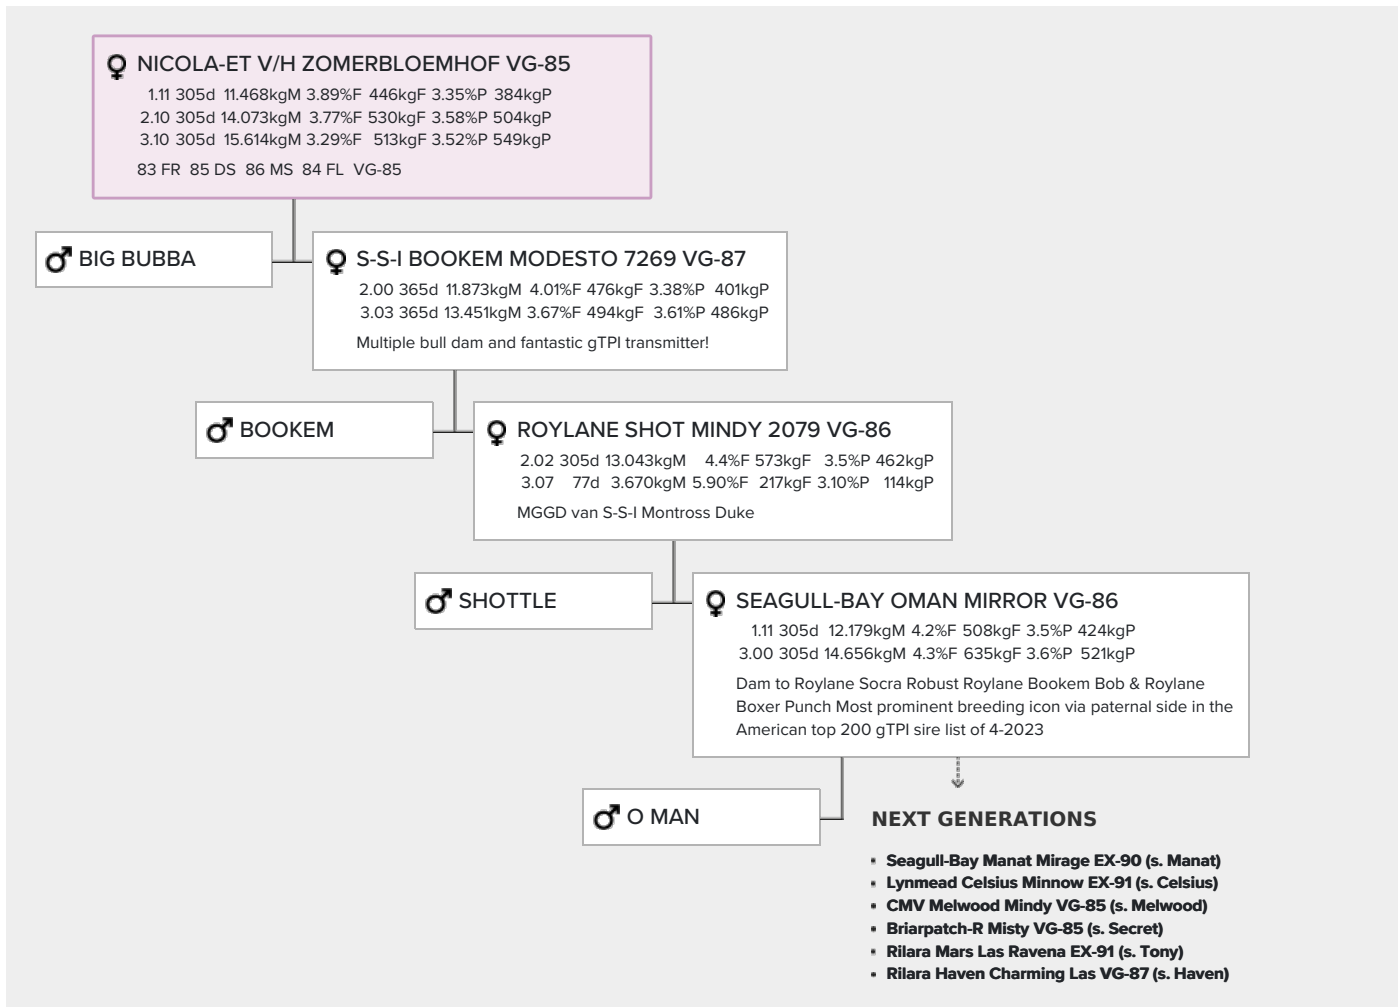 NICOLA-ET V/H ZOMERBLOEMHOF VG-85
1.11 305d 11.468kgM 3.89%F 446kgF 3.35%P 384kgP
2.10 305d 14.073kgM 3.77%F 530kgF 3.58%P 504kgP
3.10 305d 15.614kgM 3.29%F 513kgF 3.52%P 549kgP
83 FR 85 DS 86 MS 84 FL VG-85
BIG BUBBA
S-S-I BOOKEM MODESTO 7269 VG-87
2.00 365d 11.873kgM 4.01%F 476kgF 3.38%P 401kgP
3.03 365d 13.451kgM 3.67%F 494kgF 3.61%P 486kgP
Multiple bull dam and fantastic gTPI transmitter!
BOOKEM
ROYLANE SHOT MINDY 2079 VG-86
2.02 305d 13.043kgM 4.4%F 573kgF 3.5%P 462kgP
3.07 77d 3.670kgM 5.90%F 217kgF 3.10%P 114kgP
MGGD van S-S-I Montross Duke
SHOTTLE
SEAGULL-BAY OMAN MIRROR VG-86
1.11 305d 12.179kgM 4.2%F 508kgF 3.5%P 424kgP
3.00 305d 14.656kgM 4.3%F 635kgF 3.6%P 521kgP
Dam to Roylane Socra Robust Roylane Bookem Bob & Roylane
Boxer Punch Most prominent breeding icon via paternal side in the
American top 200 gTPI sire list of 4-2023
O MAN
NEXT GENERATIONS
• Seagull-Bay Manat Mirage EX-90 (s. Manat)
• Lynmead Celsius Minnow EX-91 (s. Celsius)
• CMV Melwood Mindy VG-85 (s. Melwood)
• Briarpatch-R Misty VG-85 (s. Secret)
• Rilara Mars Las Ravena EX-91 (s. Tony)
• Rilara Haven Charming Las VG-87 (s. Haven)